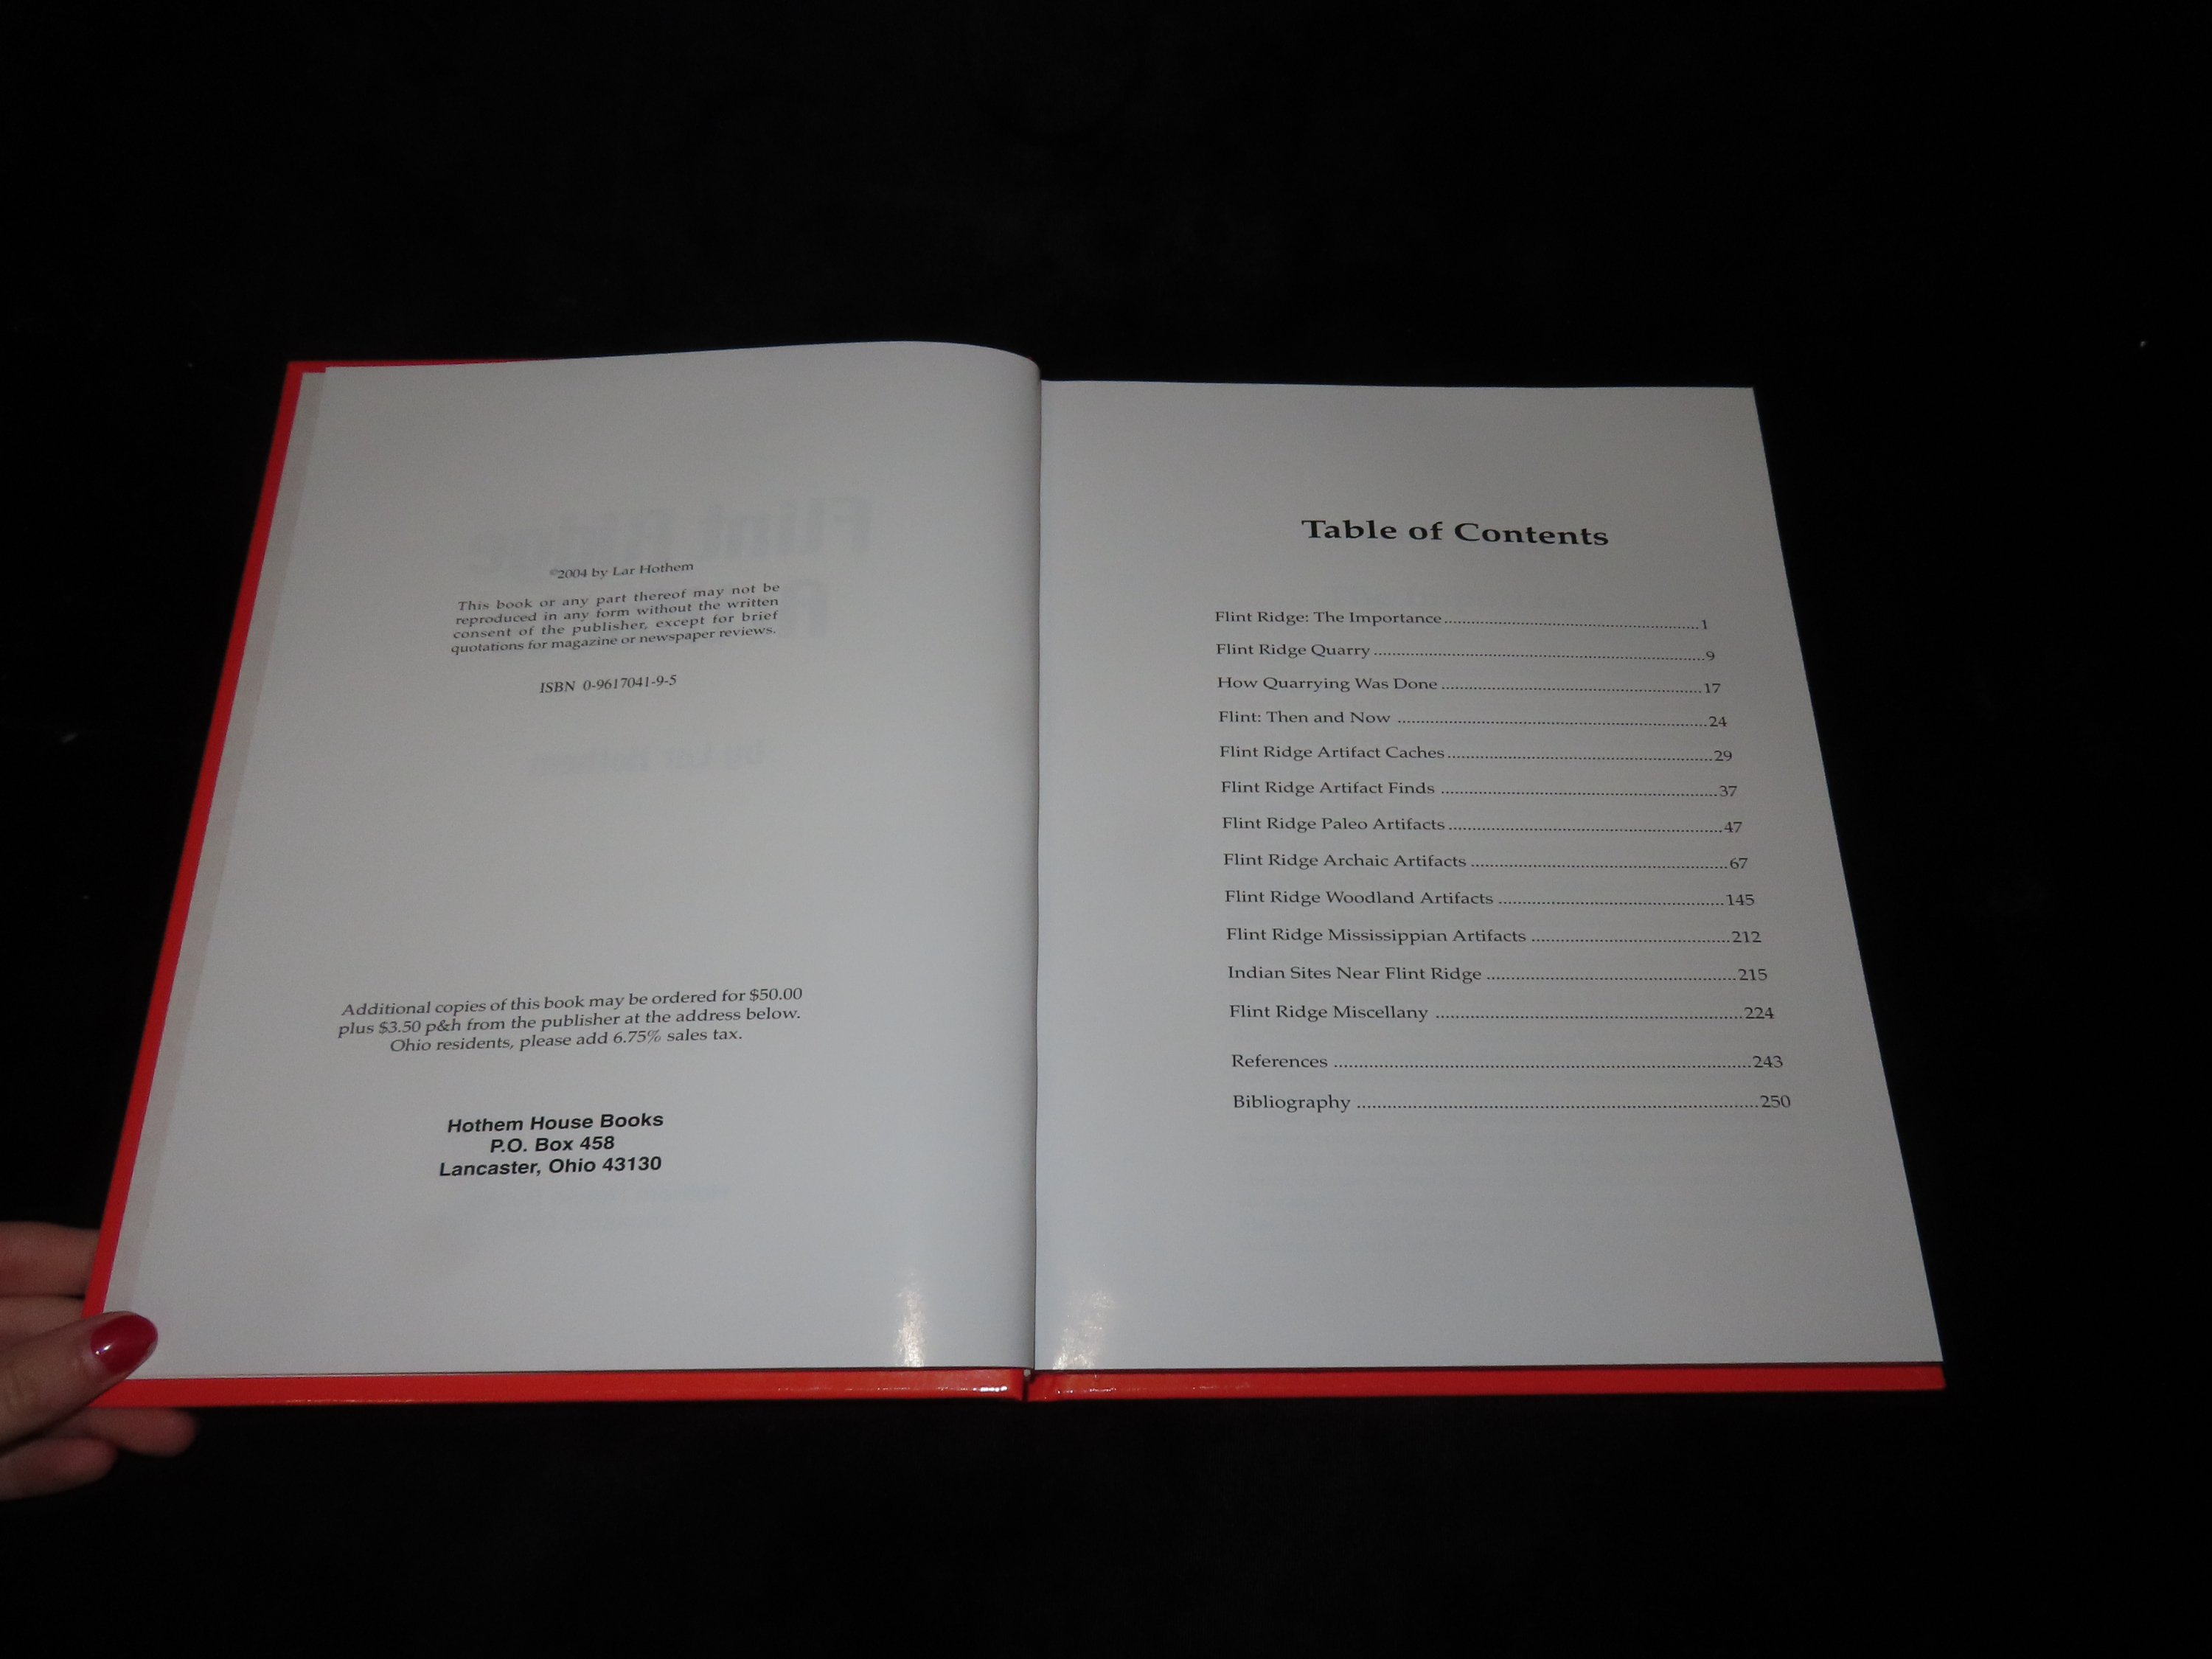 ©2004 by Lar Hothem
This book or any part thereof may not be
reproduced in any form without the written
consent of the publisher, except for brief
quotations for magazine or newspaper reviews.
ISBN 0-9617041-9-5
Additional copies of this book may be ordered for $50.00
plus $3.50 p&h from the publisher at the address below.
Ohio residents, please add 6.75% sales tax.
Hothem House Books
P.O. Box 458
Lancaster, Ohio 43130
Table of Contents
Flint Ridge: The Importance 1
Flint Ridge Quarry 9
How Quarrying Was Done 17
Flint: Then and Now 24
Flint Ridge Artifact Caches 29
Flint Ridge Artifact Finds 37
Flint Ridge Paleo Artifacts 47
Flint Ridge Archaic Artifacts 67
Flint Ridge Woodland Artifacts 145
Flint Ridge Mississippian Artifacts 212
Indian Sites Near Flint Ridge 215
Flint Ridge Miscellany 224
References 243
Bibliography 250